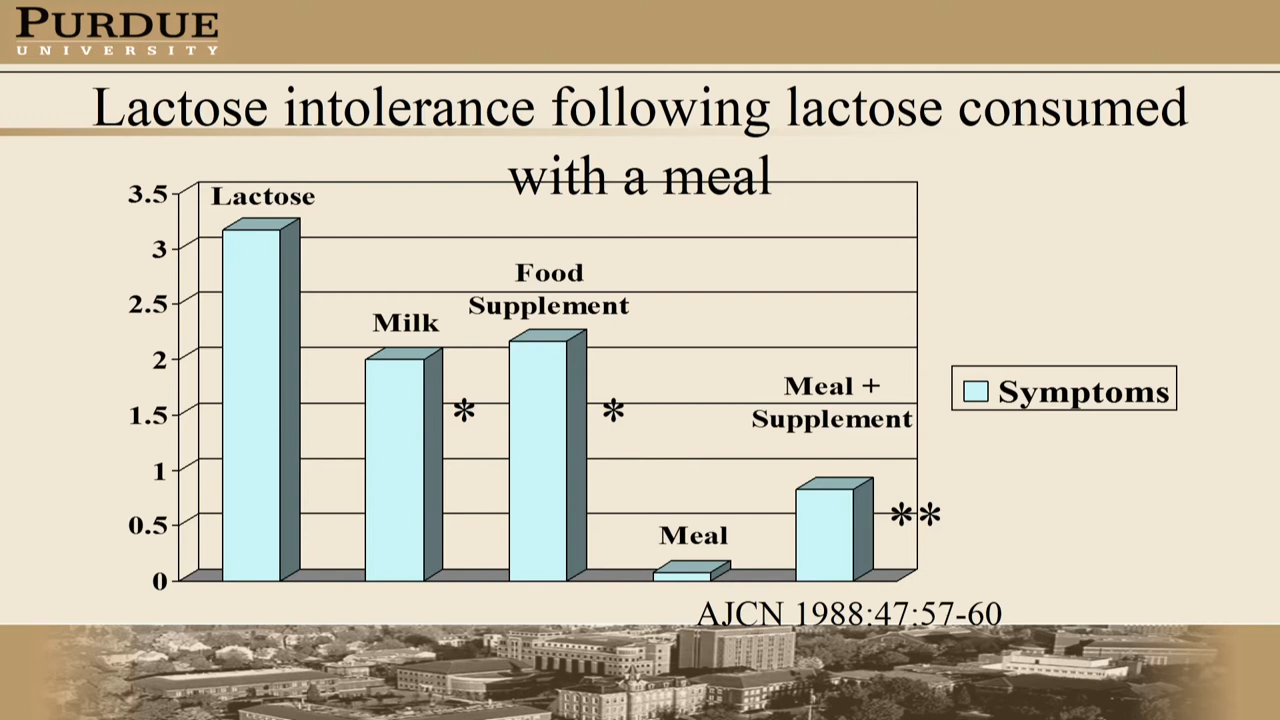 PURDUE
UNIVERSITY
Lactose intolerance following lactose consumed
with a meal
3.5
3
2.5
2
1.5
1
0.5
0
Lactose
Milk
*
Food
Supplement
*
Meal
Meal +
Supplement
**
Symptoms
AJCN 1988:47:57-60